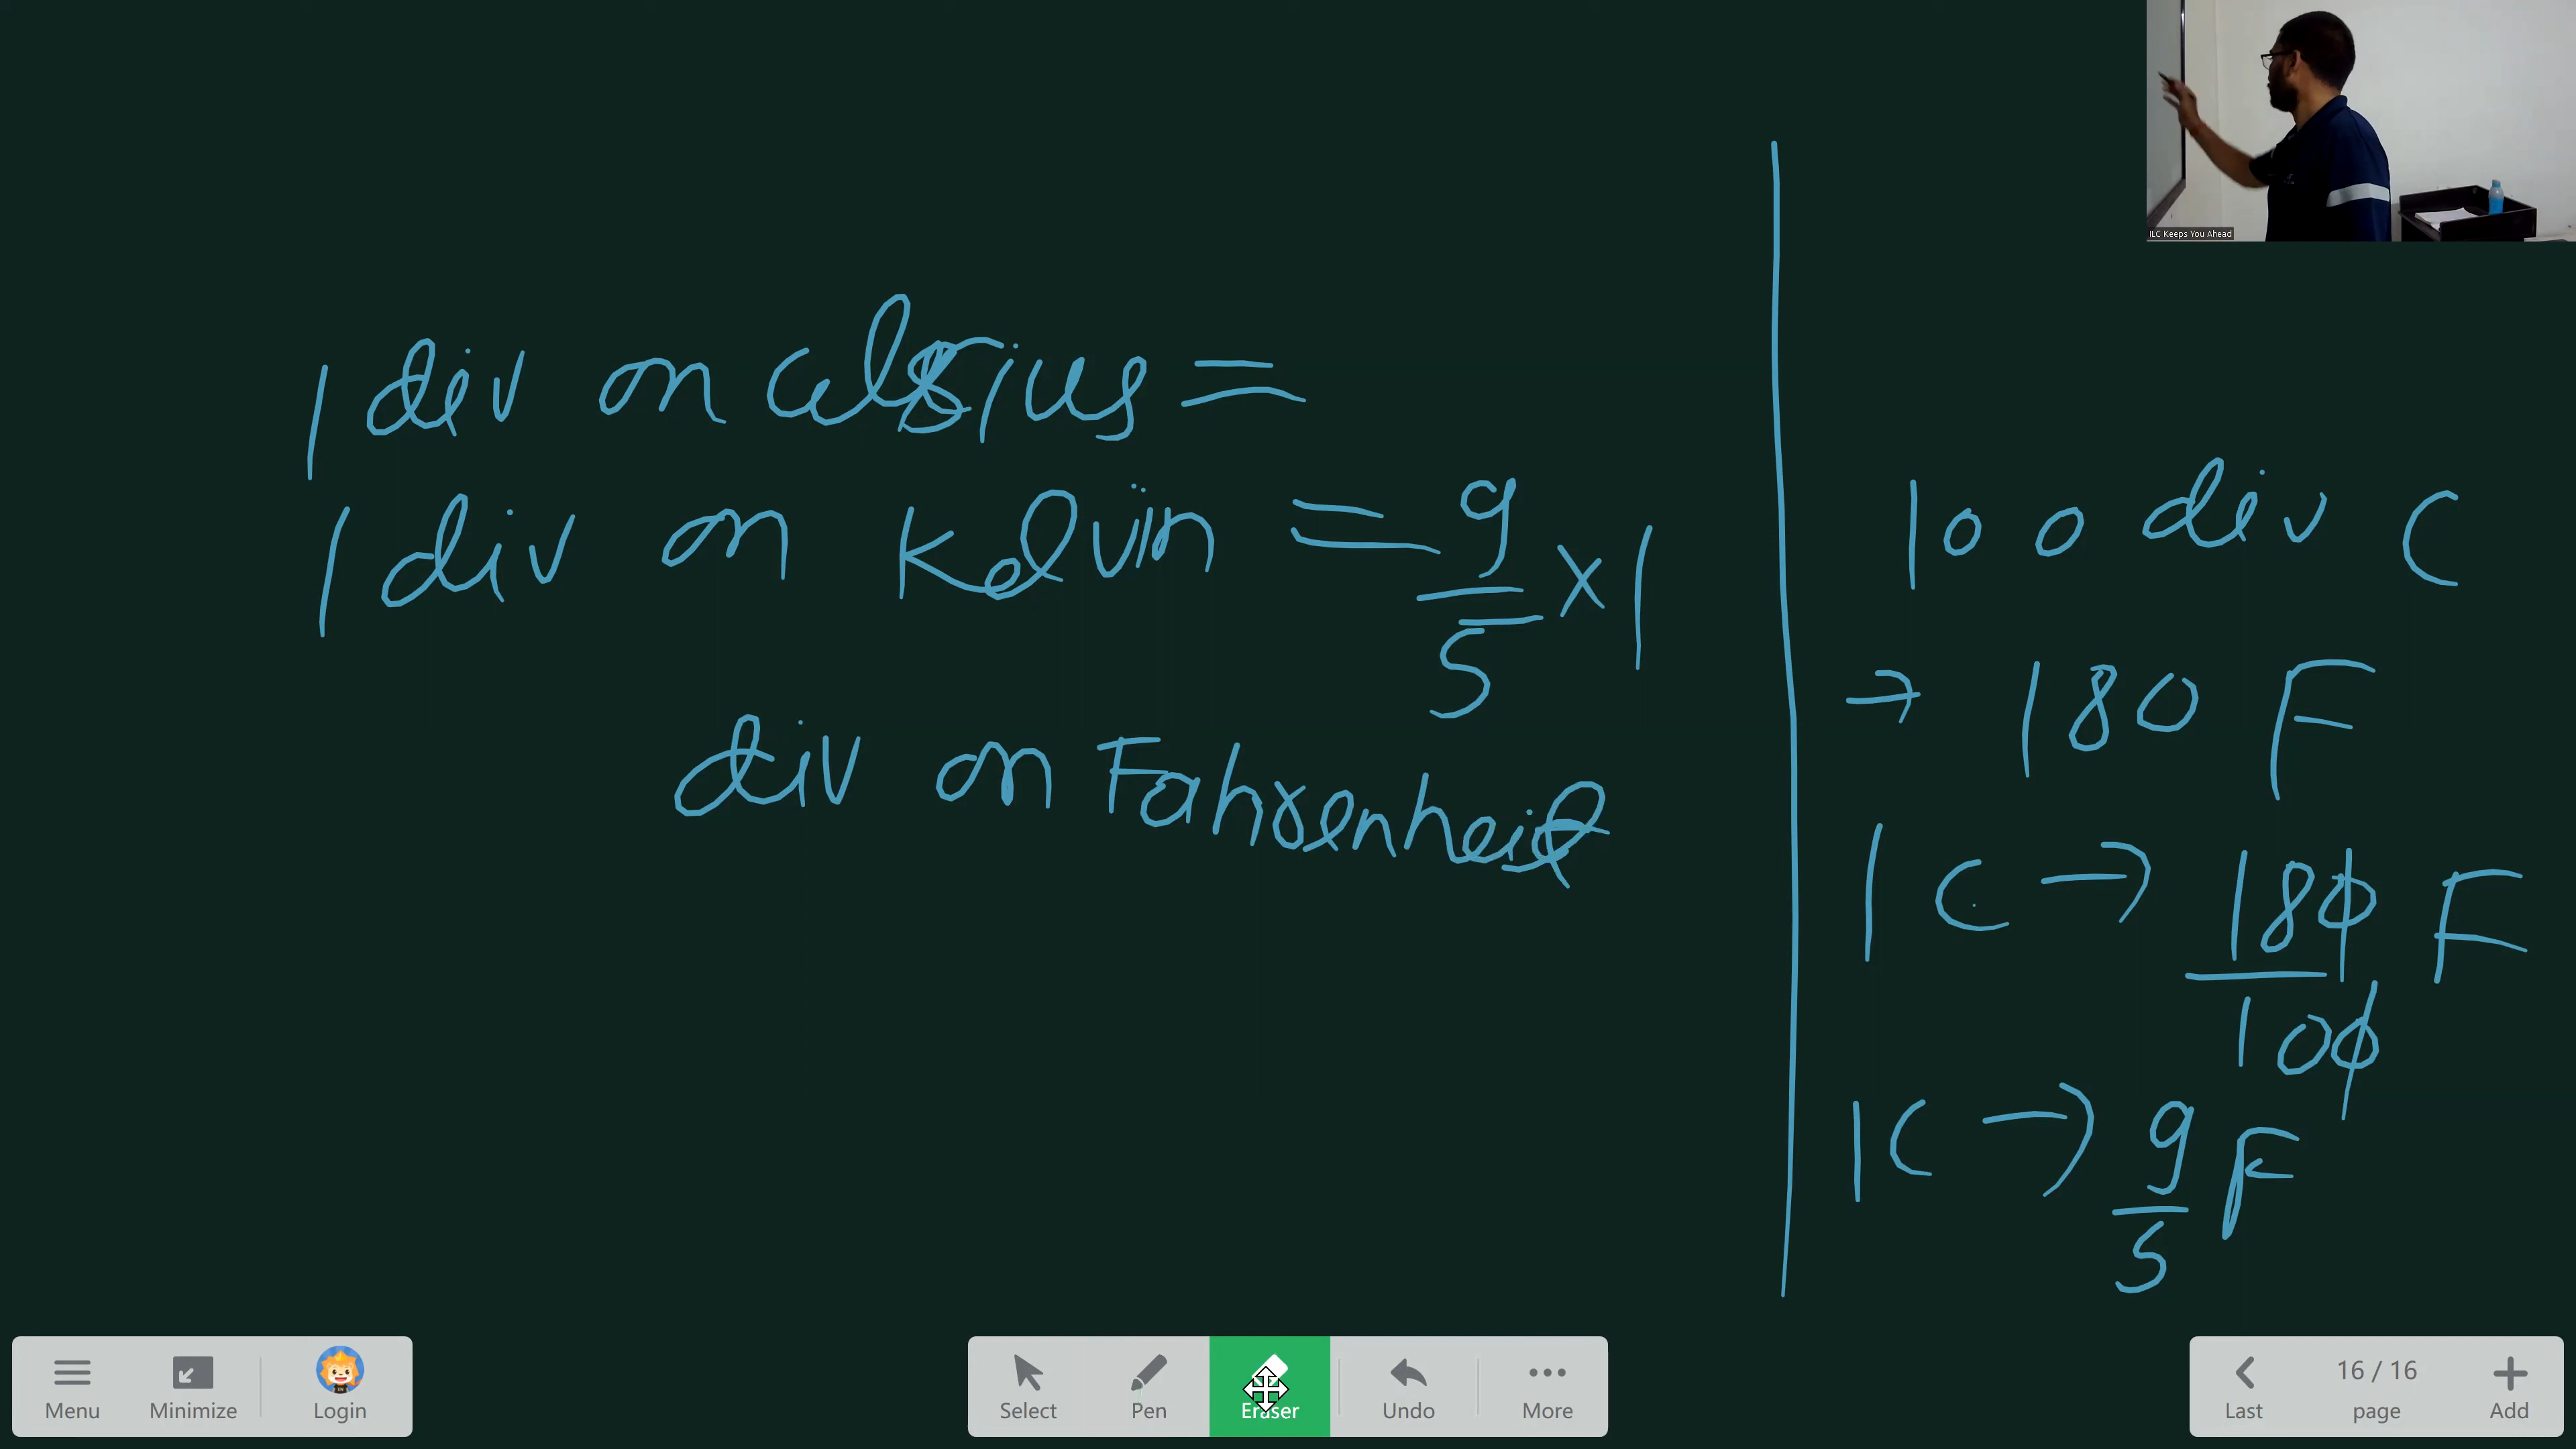 1 div on celsius =
1 div on Kelvin = 9/5 × 1
div on Fahrenheit
100 div C
→ 180 F
1 C → 180/100 F
1C → 9/5 F
ILC Keeps You Ahead
Menu
Minimize
Login
Select
Pen
Eraser
Undo
More
Last
16 / 16
page
Add